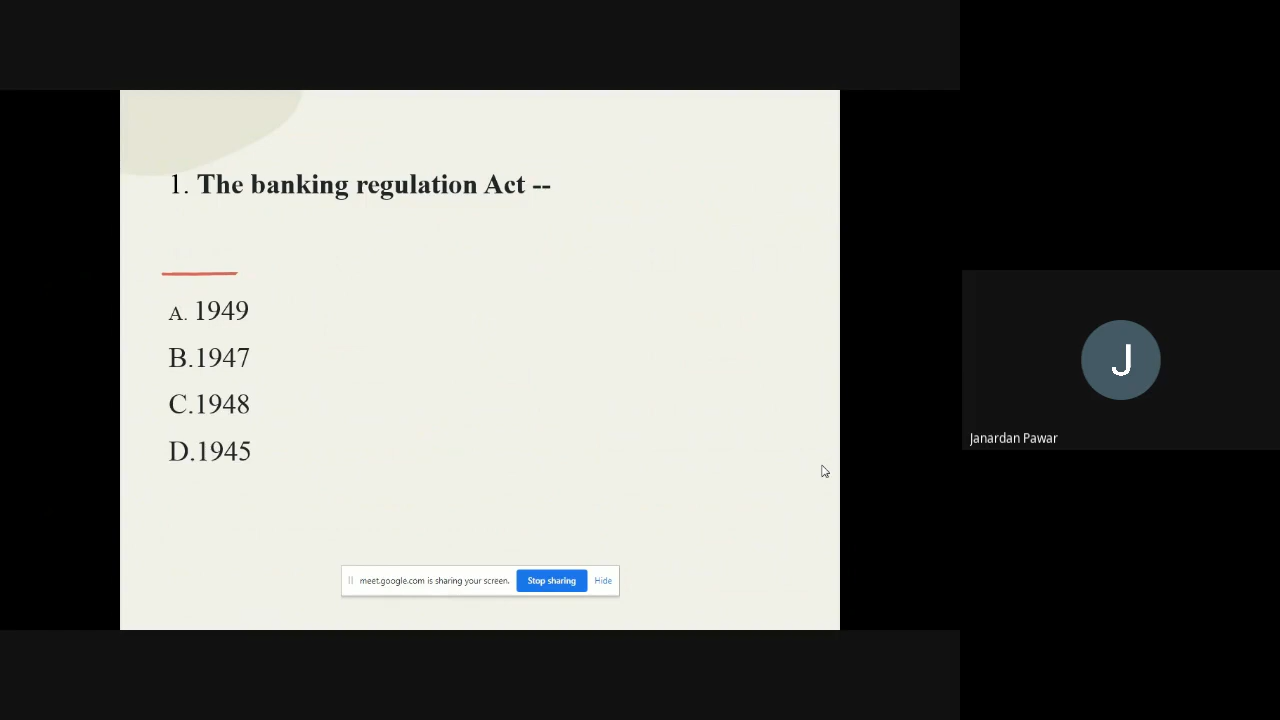 1. The banking regulation Act --
A. 1949
B.1947
C.1948
D.1945
meet.google.com is sharing your screen. Stop sharing Hide
J
Janardan Pawar